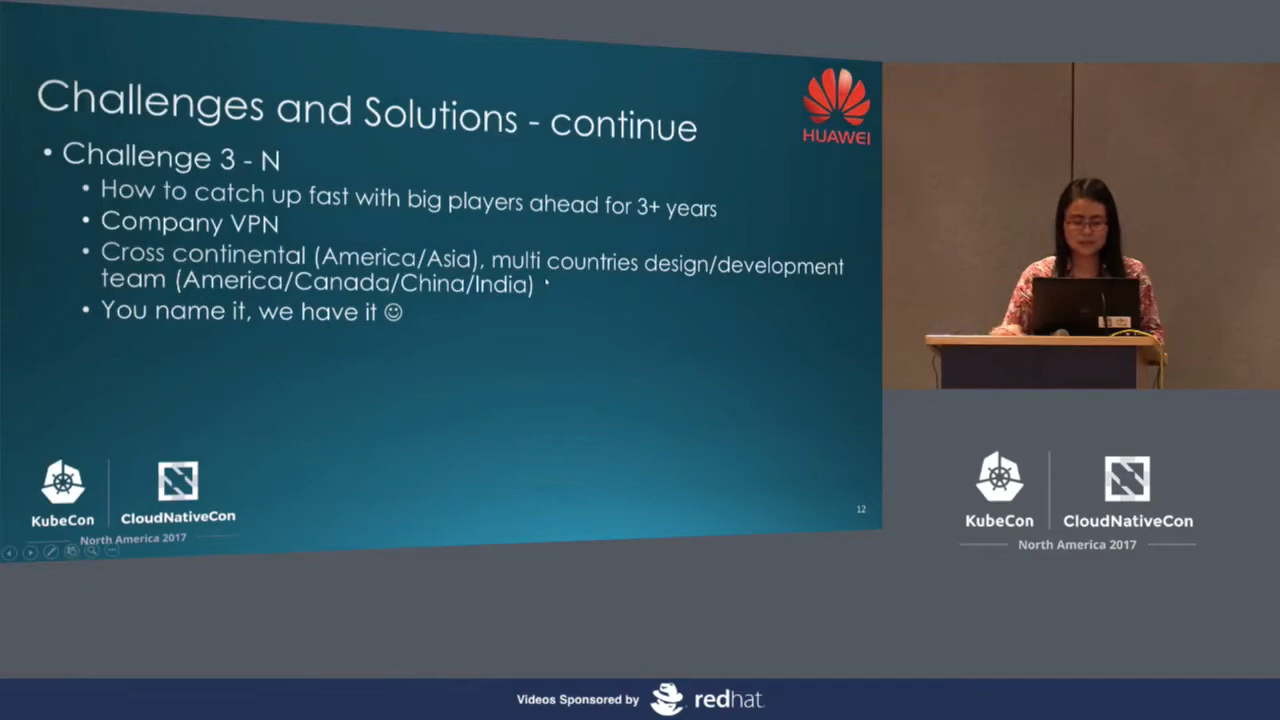 Challenges and Solutions - continue
HUAWEI
• Challenge 3 - N
• How to catch up fast with big players ahead for 3+ years
• Company VPN
• Cross continental (America/Asia), multi countries design/development
team (America/Canada/China/India)
• You name it, we have it ☺
KubeCon
CloudNativeCon
North America 2017
12
KubeCon
CloudNativeCon
North America 2017
Videos Sponsored by
redhat.